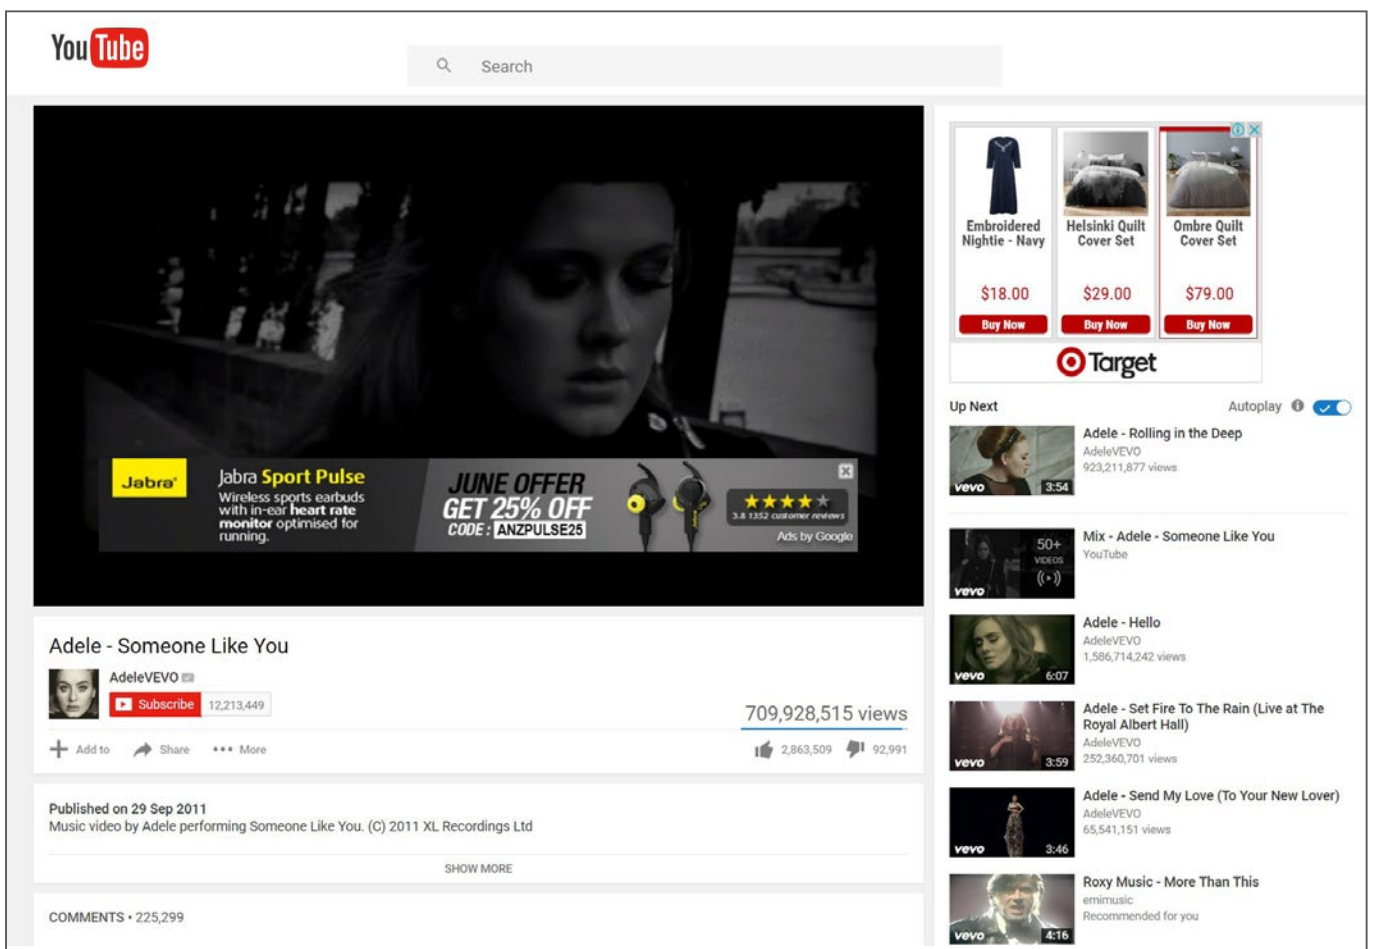 YouTube
Search
Jabra
Jabra Sport Pulse
Wireless sports earbuds
with in-ear heart rate
monitor optimised for
running.
JUNE OFFER
GET 25% OFF
CODE : ANZPULSE25
3.8 1352 customer reviews
Ads by Google
Adele - Someone Like You
AdeleVEVO
Subscribe 12,213,449
709,928,515 views
Add to Share More
2,863,509 92,991
Published on 29 Sep 2011
Music video by Adele performing Someone Like You. (C) 2011 XL Recordings Ltd
SHOW MORE
COMMENTS • 225,299
Embroidered
Nightie - Navy
$18.00
Buy Now
Helsinki Quilt
Cover Set
$29.00
Buy Now
Ombre Quilt
Cover Set
$79.00
Buy Now
Target
Up Next
Autoplay
vevo 3:54
Adele - Rolling in the Deep
AdeleVEVO
923,211,877 views
50+
VIDEOS
vevo
Mix - Adele - Someone Like You
YouTube
vevo 6:07
Adele - Hello
AdeleVEVO
1,586,714,242 views
vevo 3:59
Adele - Set Fire To The Rain (Live at The
Royal Albert Hall)
AdeleVEVO
252,360,701 views
vevo 3:46
Adele - Send My Love (To Your New Lover)
AdeleVEVO
65,541,151 views
vevo 4:16
Roxy Music - More Than This
emimusic
Recommended for you